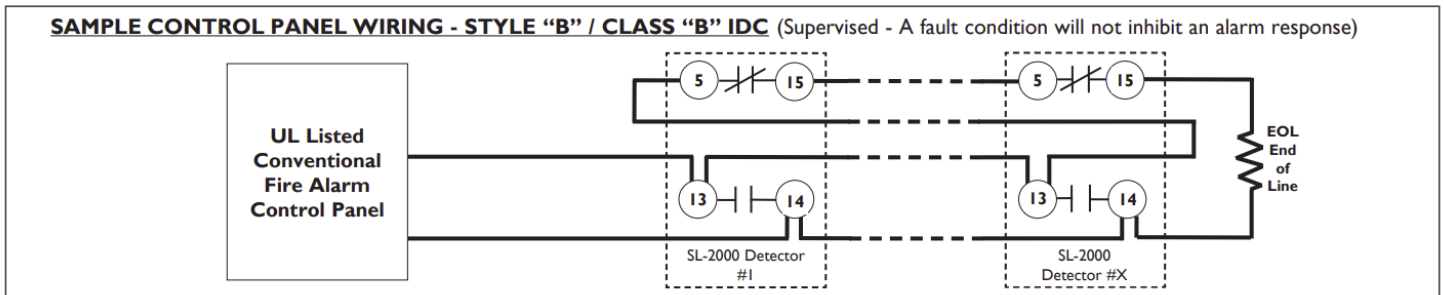 SAMPLE CONTROL PANEL WIRING - STYLE “B” / CLASS “B” IDC (Supervised - A fault condition will not inhibit an alarm response)
UL Listed
Conventional
Fire Alarm
Control Panel
5
15
13
14
SL-2000 Detector
#1
5
15
13
14
SL-2000
Detector #X
EOL
End
of
Line